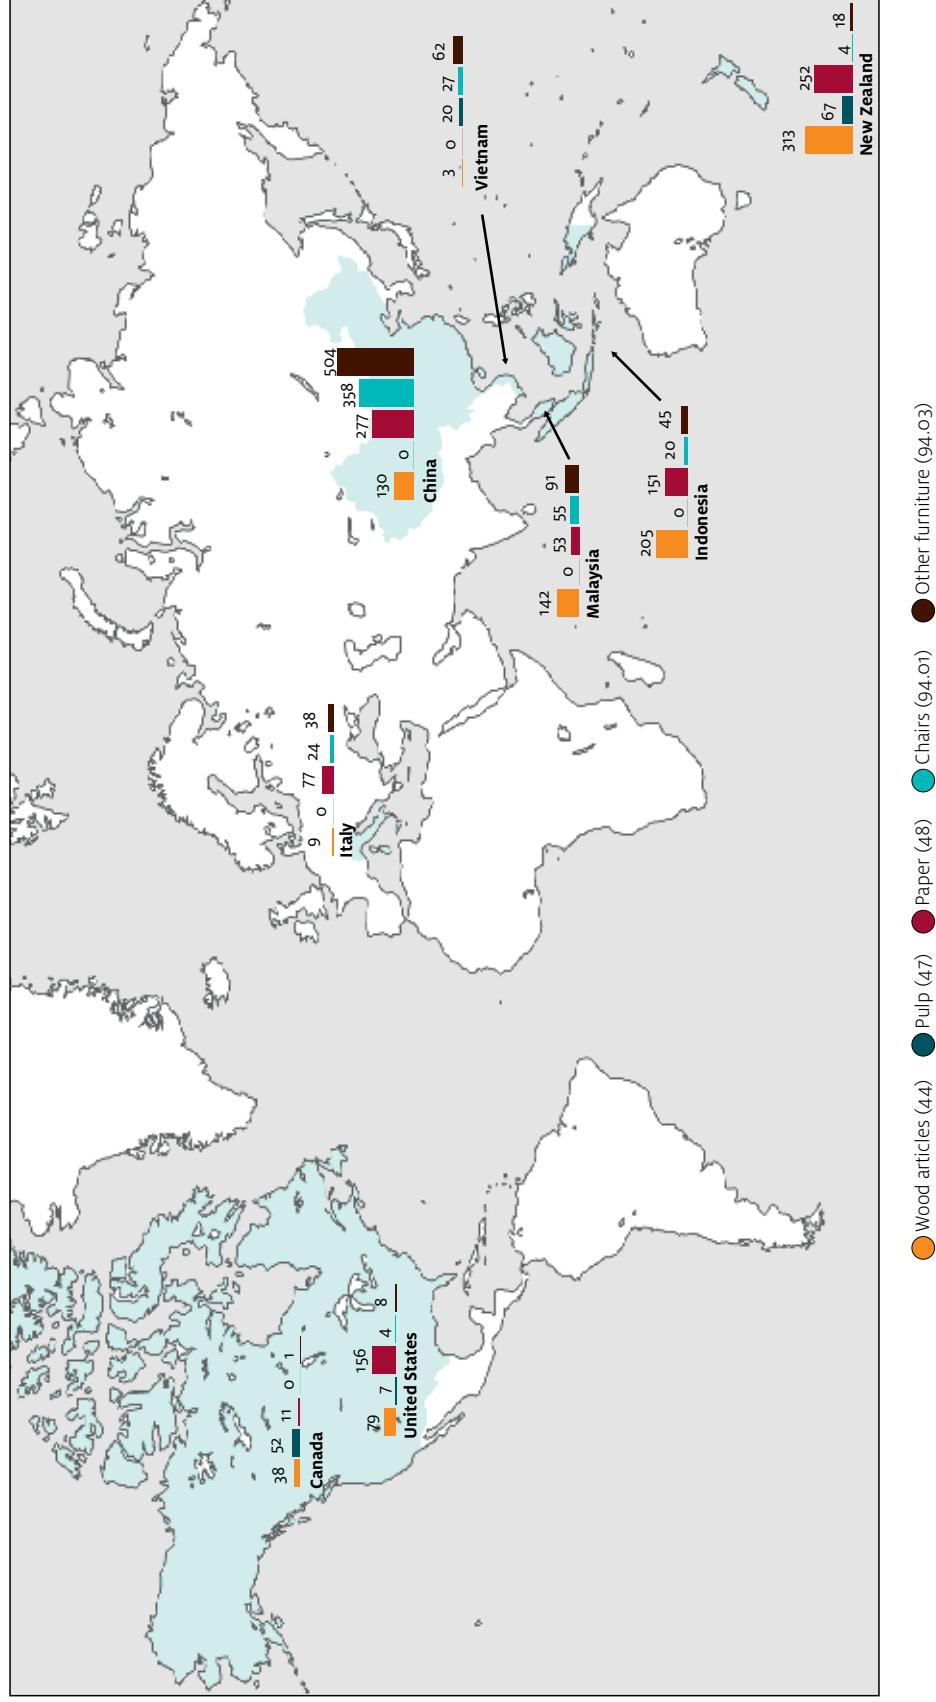 38 52 11 0 1
Canada
79 7 156 4 8
United States
9 0 77 24 38
Italy
130 0 277 358 504
China
3 0 20 27 62
Vietnam
142 0 53 55 91
Malaysia
205 0 151 20 45
Indonesia
313 67 252 4 18
New Zealand
Wood articles (44) Pulp (47) Paper (48) Chairs (94.01) Other furniture (94.03)